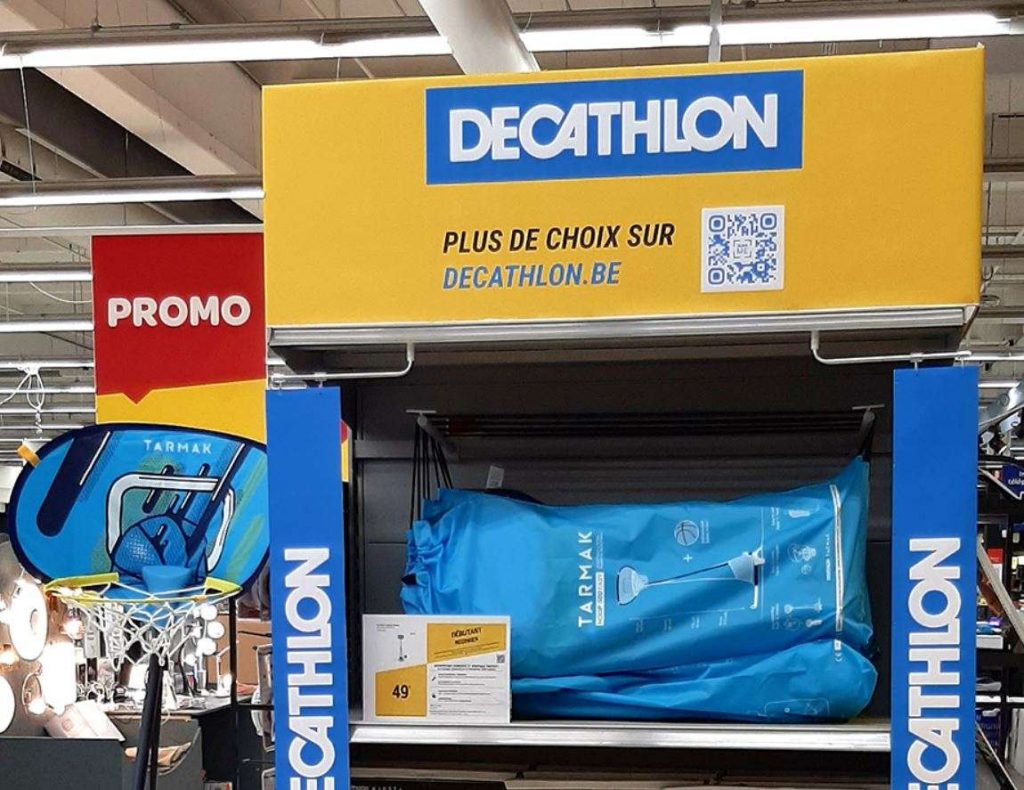 DECATHLON
PLUS DE CHOIX SUR
DECATHLON.BE
PROMO
TARMAK
TARMAK
DÉBUTANT
49
DECATHLON
DECATHLON